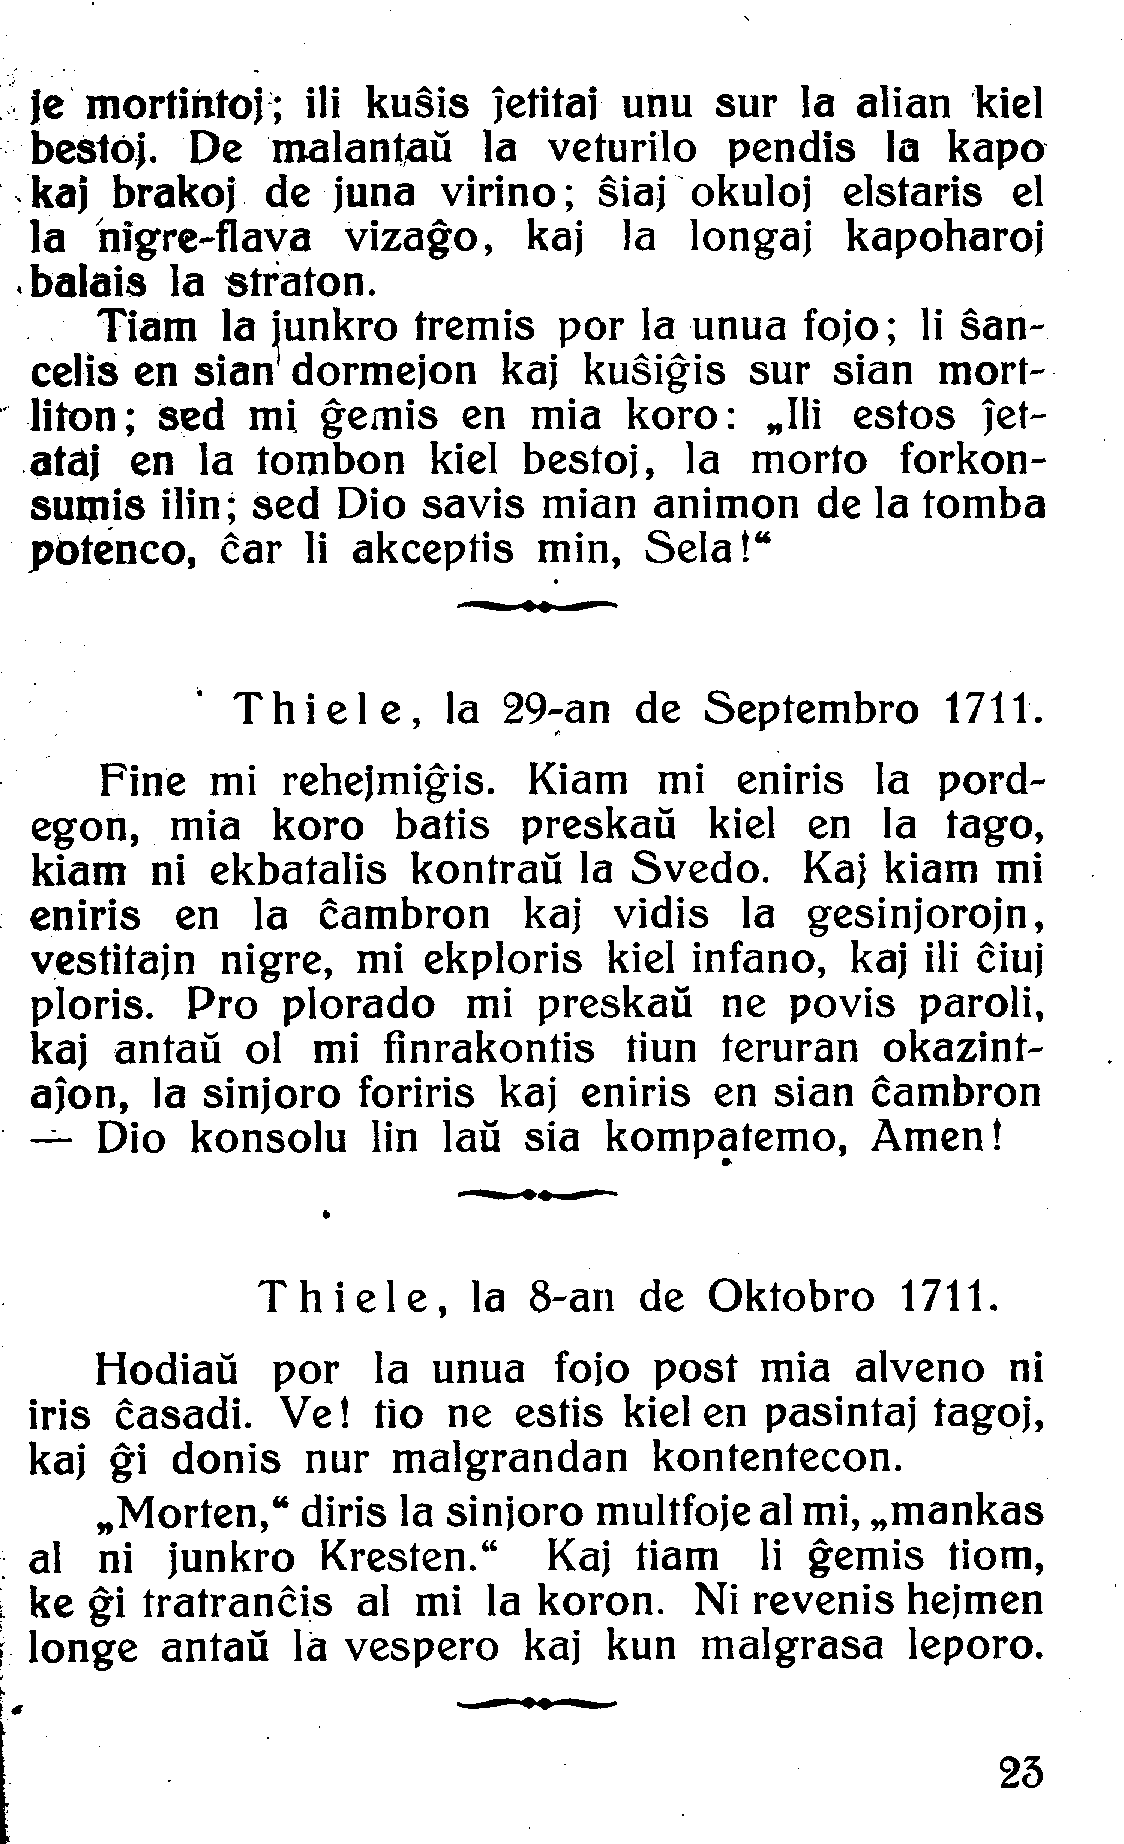 je mortintoj; ili kuŝis ĵetitaj unu sur la alian kiel
bestoj. De malantaŭ la veturilo pendis la kapo
kaj brakoj de juna virino; ŝiaj okuloj elstaris el
la nigre-flava vizaĝo, kaj la longaj kapoharoj
balais la straton.
Tiam la junkro tremis por la unua fojo; li ŝan-
celis en sian dormejon kaj kuŝiĝis sur sian mort-
liton; sed mi ĝemis en mia koro: „Ili estos ĵet-
ataj en la tombon kiel bestoj, la morto forkon-
sumis ilin; sed Dio savis mian animon de la tomba
potenco, ĉar li akceptis min, Sela!“
Thiele, la 29-an de Septembro 1711.
Fine mi rehejmiĝis. Kiam mi eniris la pord-
egon, mia koro batis preskaŭ kiel en la tago,
kiam ni ekbatalis kontraŭ la Svedo. Kaj kiam mi
eniris en la ĉambron kaj vidis la gesinjorojn,
vestitajn nigre, mi ekploris kiel infano, kaj ili ĉiuj
ploris. Pro plorado mi preskaŭ ne povis paroli,
kaj antaŭ ol mi finrakontis tiun teruran okazint-
aĵon, la sinjoro foriris kaj eniris en sian ĉambron
— Dio konsolu lin laŭ sia kompatemo, Amen!
Thiele, la 8-an de Oktobro 1711.
Hodiaŭ por la unua fojo post mia alveno ni
iris ĉasadi. Ve! tio ne estis kiel en pasintaj tagoj,
kaj ĝi donis nur malgrandan kontentecon.
„Morten,“ diris la sinjoro multfoje al mi, „mankas
al ni junkro Kresten.“ Kaj tiam li ĝemis tiom,
ke ĝi tratranĉis al mi la koron. Ni revenis hejmen
longe antaŭ la vespero kaj kun malgrasa leporo.
23